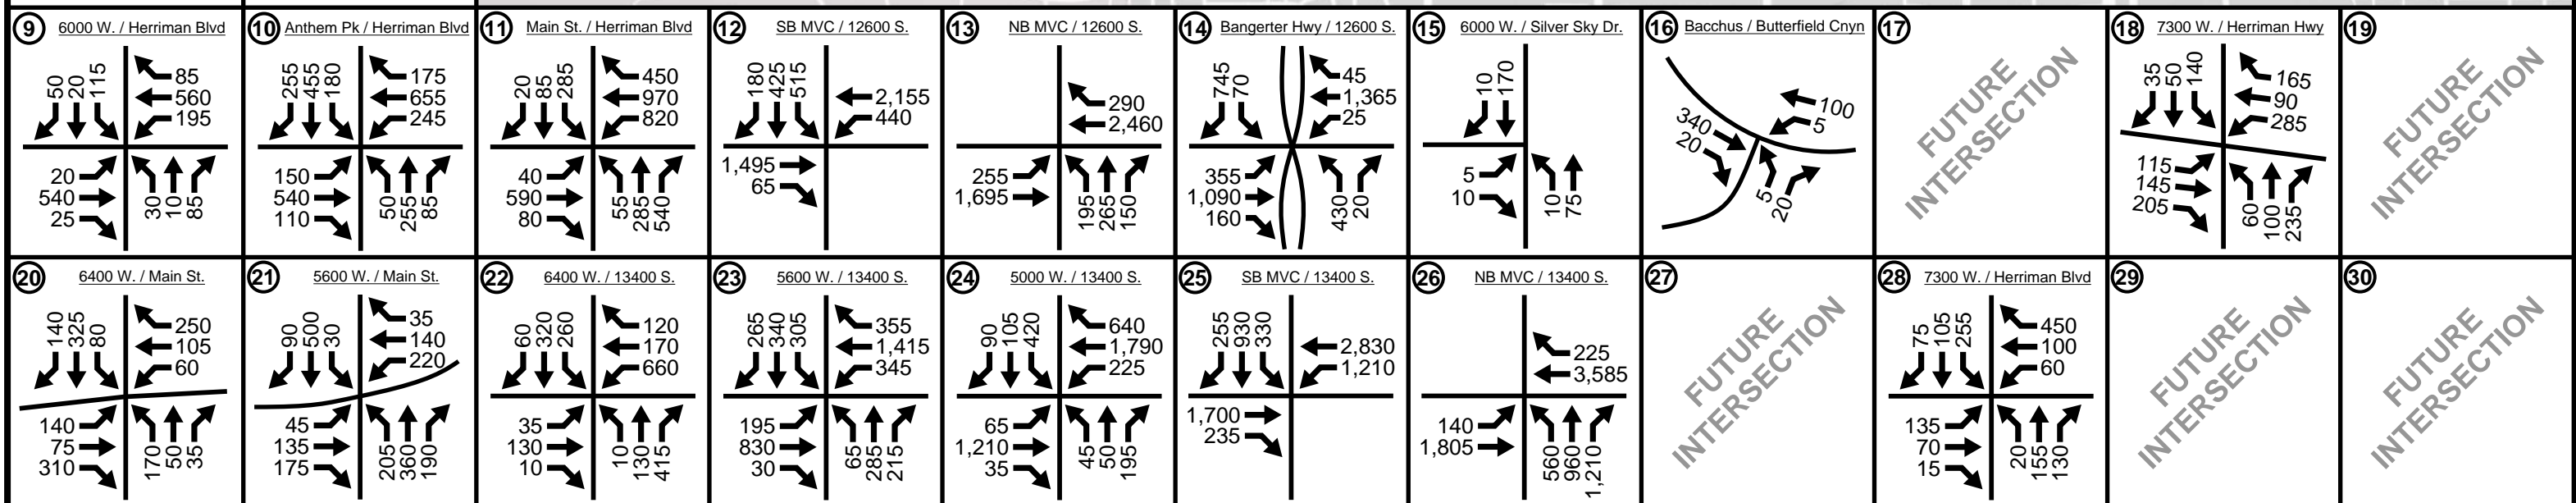 9 6000 W. / Herriman Blvd
50 20 115
85
560
195
20
540
25
30 10 85
10 Anthem Pk / Herriman Blvd
255 455 180
175
655
245
150
540
110
50 255 85
11 Main St. / Herriman Blvd
20 85 285
450
970
820
40
590
80
55 285 540
12 SB MVC / 12600 S.
180 425 515
2,155
440
1,495
65
13 NB MVC / 12600 S.
290
2,460
255
1,695
195 265 150
14 Bangerter Hwy / 12600 S.
745 70
45
1,365
25
355
1,090
160
430 20
15 6000 W. / Silver Sky Dr.
10 170
5
10
10 75
16 Bacchus / Butterfield Cnyn
100
5
340
20
5 20
17
FUTURE
INTERSECTION
18 7300 W. / Herriman Hwy
35 50 140
165
90
285
115
145
205
60 100 235
19
FUTURE
INTERSECTION
20 6400 W. / Main St.
140 325 80
250
105
60
140
75
310
170 50 35
21 5600 W. / Main St.
90 500 30
35
140
220
45
135
175
205 360 190
22 6400 W. / 13400 S.
60 320 260
120
170
660
35
130
10
10 130 415
23 5600 W. / 13400 S.
265 340 305
355
1,415
345
195
830
30
65 285 215
24 5000 W. / 13400 S.
90 105 420
640
1,790
225
65
1,210
35
45 50 195
25 SB MVC / 13400 S.
255 930 330
2,830
1,210
1,700
235
26 NB MVC / 13400 S.
225
3,585
140
1,805
560 960 1,210
27
FUTURE
INTERSECTION
28 7300 W. / Herriman Blvd
75 105 255
450
100
60
135
70
15
20 155 130
29
FUTURE
INTERSECTION
30
FUTURE
INTERSECTION